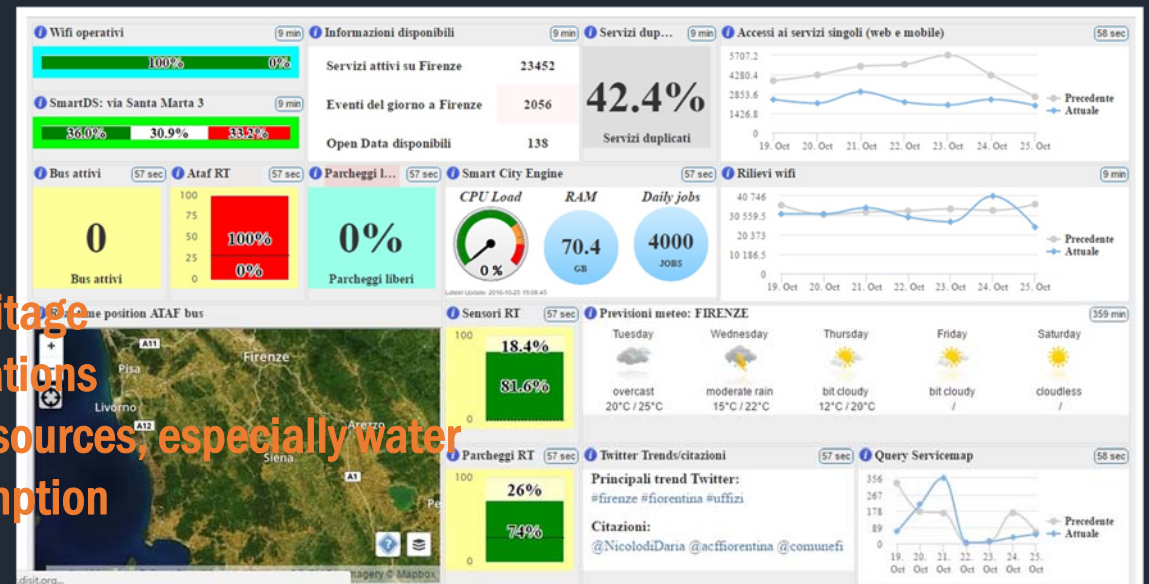 Wifi operativi 9 min
100% 0%
SmartDS: via Santa Marta 3 9 min
36.0% 30.9% 33.2%
Informazioni disponibili 9 min
Servizi attivi su Firenze 23452
Eventi del giorno a Firenze 2056
Open Data disponibili 138
Servizi dup... 9 min
42.4%
Servizi duplicati
Accessi ai servizi singoli (web e mobile) 58 sec
5707.2
4280.4
2853.6
1426.8
0
19. Oct 20. Oct 21. Oct 22. Oct 23. Oct 24. Oct 25. Oct
Precedente
Attuale
Bus attivi 57 sec
0
Bus attivi
Ataf RT 57 sec
100
75
50
25
0
100%
0%
Parcheggi l... 57 sec
0%
Parcheggi liberi
Smart City Engine 57 sec
CPU Load RAM Daily jobs
0 %
70.4
GB
4000
JOBS
Latest Update: 2016-10-25 19:08:45
Rilievi wifi 9 min
40 746
30 559.5
20 373
10 186.5
0
19. Oct 20. Oct 21. Oct 22. Oct 23. Oct 24. Oct 25. Oct
Precedente
Attuale
position ATAF bus
A11
Firenze
Pisa
Livorno
A12
Arezzo
Siena
A1
Pe
© Mapbox
itage
tions
sources, especially water
mption
Sensori RT 57 sec
100
18.4%
81.6%
0
Previsioni meteo: FIRENZE 359 min
Tuesday Wednesday Thursday Friday Saturday
overcast moderate rain bit cloudy bit cloudy cloudless
20°C / 25°C 15°C / 22°C 12°C / 20°C / /
Parcheggi RT 57 sec
100
26%
74%
0
Twitter Trends/citazioni 57 sec
Principali trend Twitter:
#firenze #fiorentina #uffizi
Citazioni:
@NicolodiDaria @acffiorentina @comunefi
Query Servicemap 58 sec
356
267
178
89
0
19. Oct 20. Oct 21. Oct 22. Oct 23. Oct 24. Oct 25. Oct
Precedente
Attuale
.disit.org...